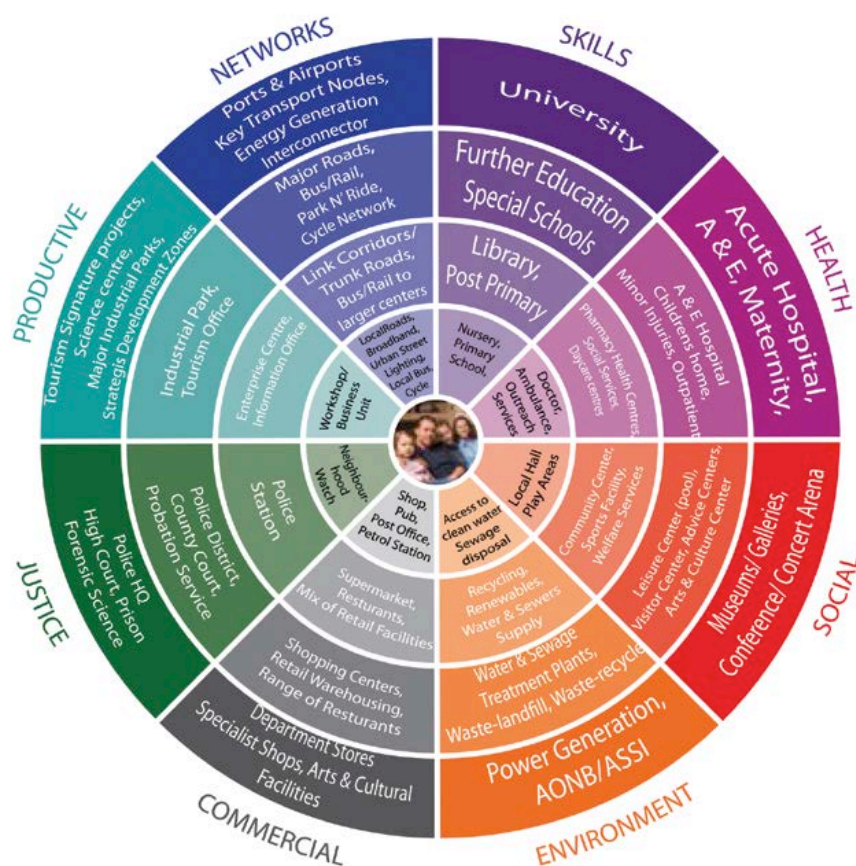 NETWORKS
Ports & Airports
Key Transport Nodes,
Energy Generation
Interconnector
Major Roads,
Bus/Rail,
Park N' Ride,
Cycle Network
Link Corridors/
Trunk Roads,
Bus/Rail to
larger centers
LocalRoads,
Broadband,
Urban Street
Lighting,
Local Bus,
Cycle
SKILLS
University
Further Education
Special Schools
Library,
Post Primary
Nursery,
Primary
School,
HEALTH
Acute Hospital,
A & E, Maternity,
A & E Hospital
Childrens home,
Minor Injuries, Outpatient
Pharmacy Health Centres,
Social Services,
Daycare centres
Doctor,
Ambulance,
Outreach
Services
SOCIAL
Museums/Galleries,
Conference/ Concert Arena
Leisure Center (pool),
Visitor Center, Advice Centers,
Arts & Culture Center
Community Center,
Sports Facility,
Welfare Services
Local Hall
Play Areas
ENVIRONMENT
Power Generation,
AONB/ASSI
Water & Sewage
Treatment Plants,
Waste-landfill, Waste-recycle
Recycling,
Renewables,
Water & Sewers
Supply
Access to
clean water
Sewage
disposal
COMMERCIAL
Department Stores
Specialist Shops, Arts & Cultural
Facilities
Shopping Centers,
Retail Warehousing,
Range of Resturants
Supermarket,
Resturants,
Mix of Retail Facilities
Shop,
Pub,
Post Office,
Petrol Station
JUSTICE
Police HQ
High Court, Prison
Forensic Science
Police District,
County Court,
Probation Service
Police
Station
Neighbour-
hood
Watch
PRODUCTIVE
Tourism Signature projects,
Science centre,
Major Industrial Parks,
Strategis Development Zones
Industrial Park,
Tourism Office
Enterprise Centre,
Information Office
Workshop/
Business
Unit